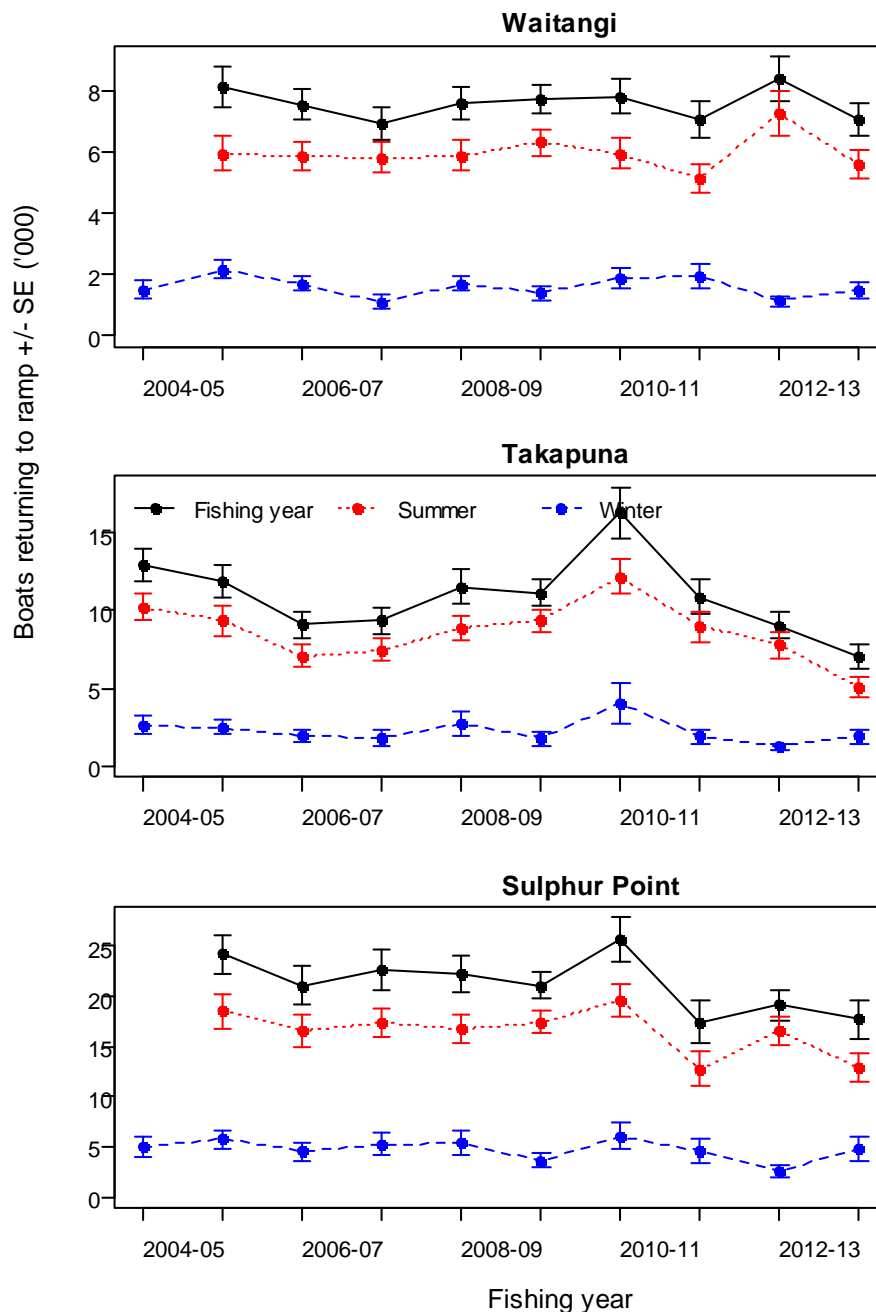 Waitangi
Boats returning to ramp +/- SE ('000)
8
6
4
2
0
2004-05 2006-07 2008-09 2010-11 2012-13
Takapuna
Fishing year Summer Winter
15
10
5
0
2004-05 2006-07 2008-09 2010-11 2012-13
Sulphur Point
25
20
15
10
5
0
2004-05 2006-07 2008-09 2010-11 2012-13
Fishing year